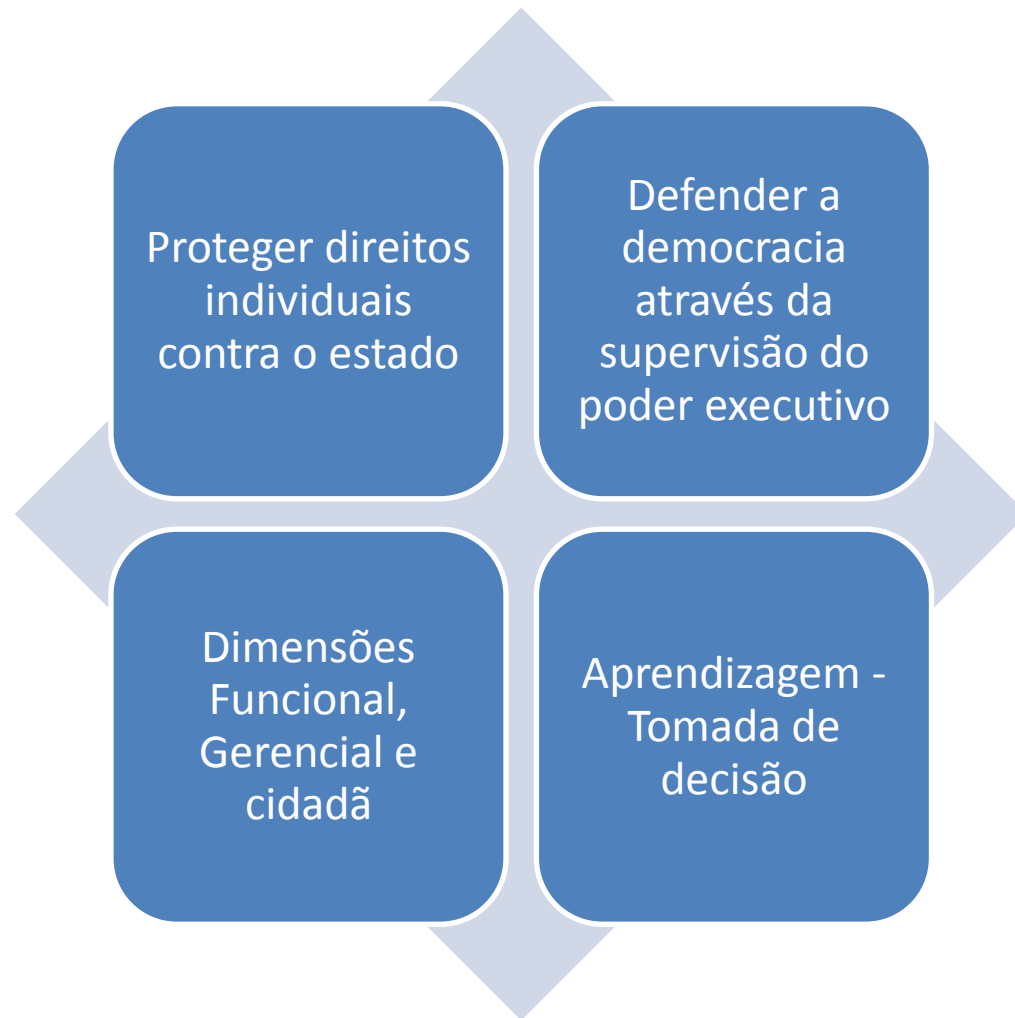 Proteger direitos
individuais
contra o estado
Defender a
democracia
através da
supervisão do
poder executivo
Dimensões
Funcional,
Gerencial e
cidadã
Aprendizagem -
Tomada de
decisão